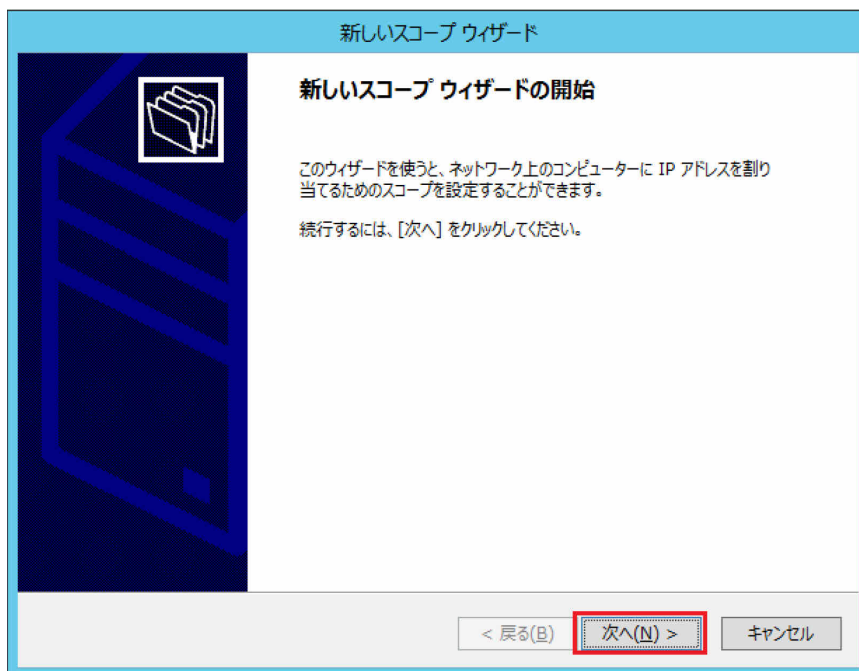 新しいスコープ ウィザード
新しいスコープ ウィザードの開始
このウィザードを使うと、ネットワーク上のコンピューターに IP アドレスを割り
当てるためのスコープを設定することができます。
続行するには、[次へ] をクリックしてください。
< 戻る(B) 次へ(N) > キャンセル